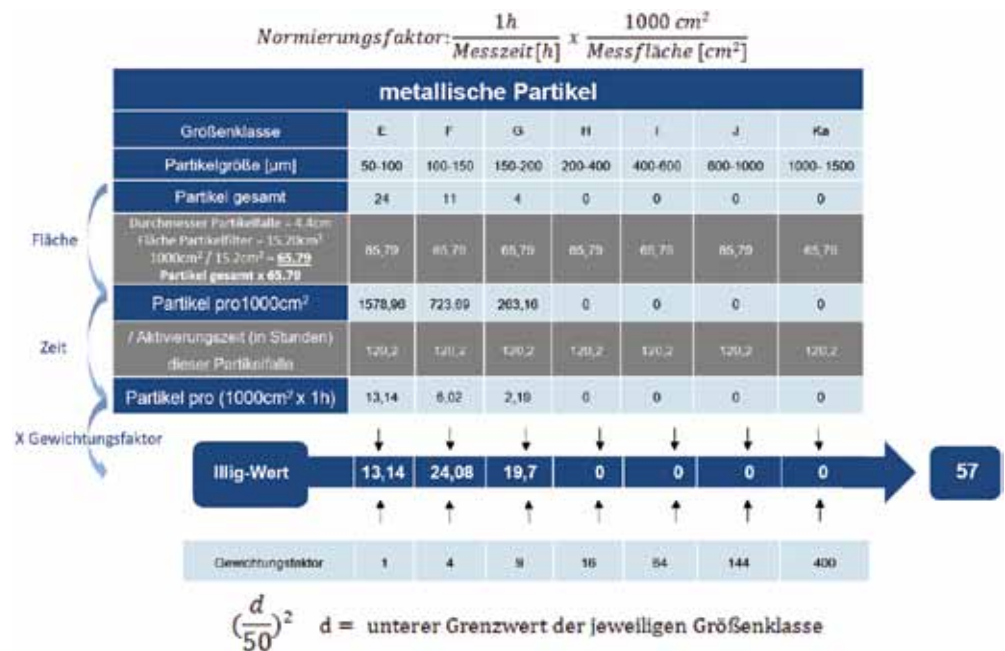 Normierungsfaktor: 1h / Messzeit[h] x 1000 cm² / Messfläche [cm²]
metallische Partikel
Größenklasse E F G H I J Ka
Partikelgröße [µm] 50-100 100-150 150-200 200-400 400-600 600-1000 1000- 1500
Partikel gesamt 24 11 4 0 0 0 0
Fläche
Durchmesser Partikelfalle – 4.4cm
Fläche Partikelfilter – 15.20cm²
1000cm² / 15.2cm² – 65.79
Partikel gesamt x 65.79
65,79 65,79 65,79 65,79 65,79 65,79 65,79
Partikel pro1000cm² 1578,96 723,69 263,16 0 0 0 0
Zeit
/ Aktivierungszeit (in Stunden)
dieser Partikelfalle
120,2 120,2 120,2 120,2 120,2 120,2 120,2
Partikel pro (1000cm² x 1h) 13,14 6,02 2,19 0 0 0 0
X Gewichtungsfaktor
Illig-Wert 13,14 24,08 19,7 0 0 0 0 57
Gewichtungsfaktor 1 4 9 16 64 144 400
(d/50)² d = unterer Grenzwert der jeweiligen Größenklasse